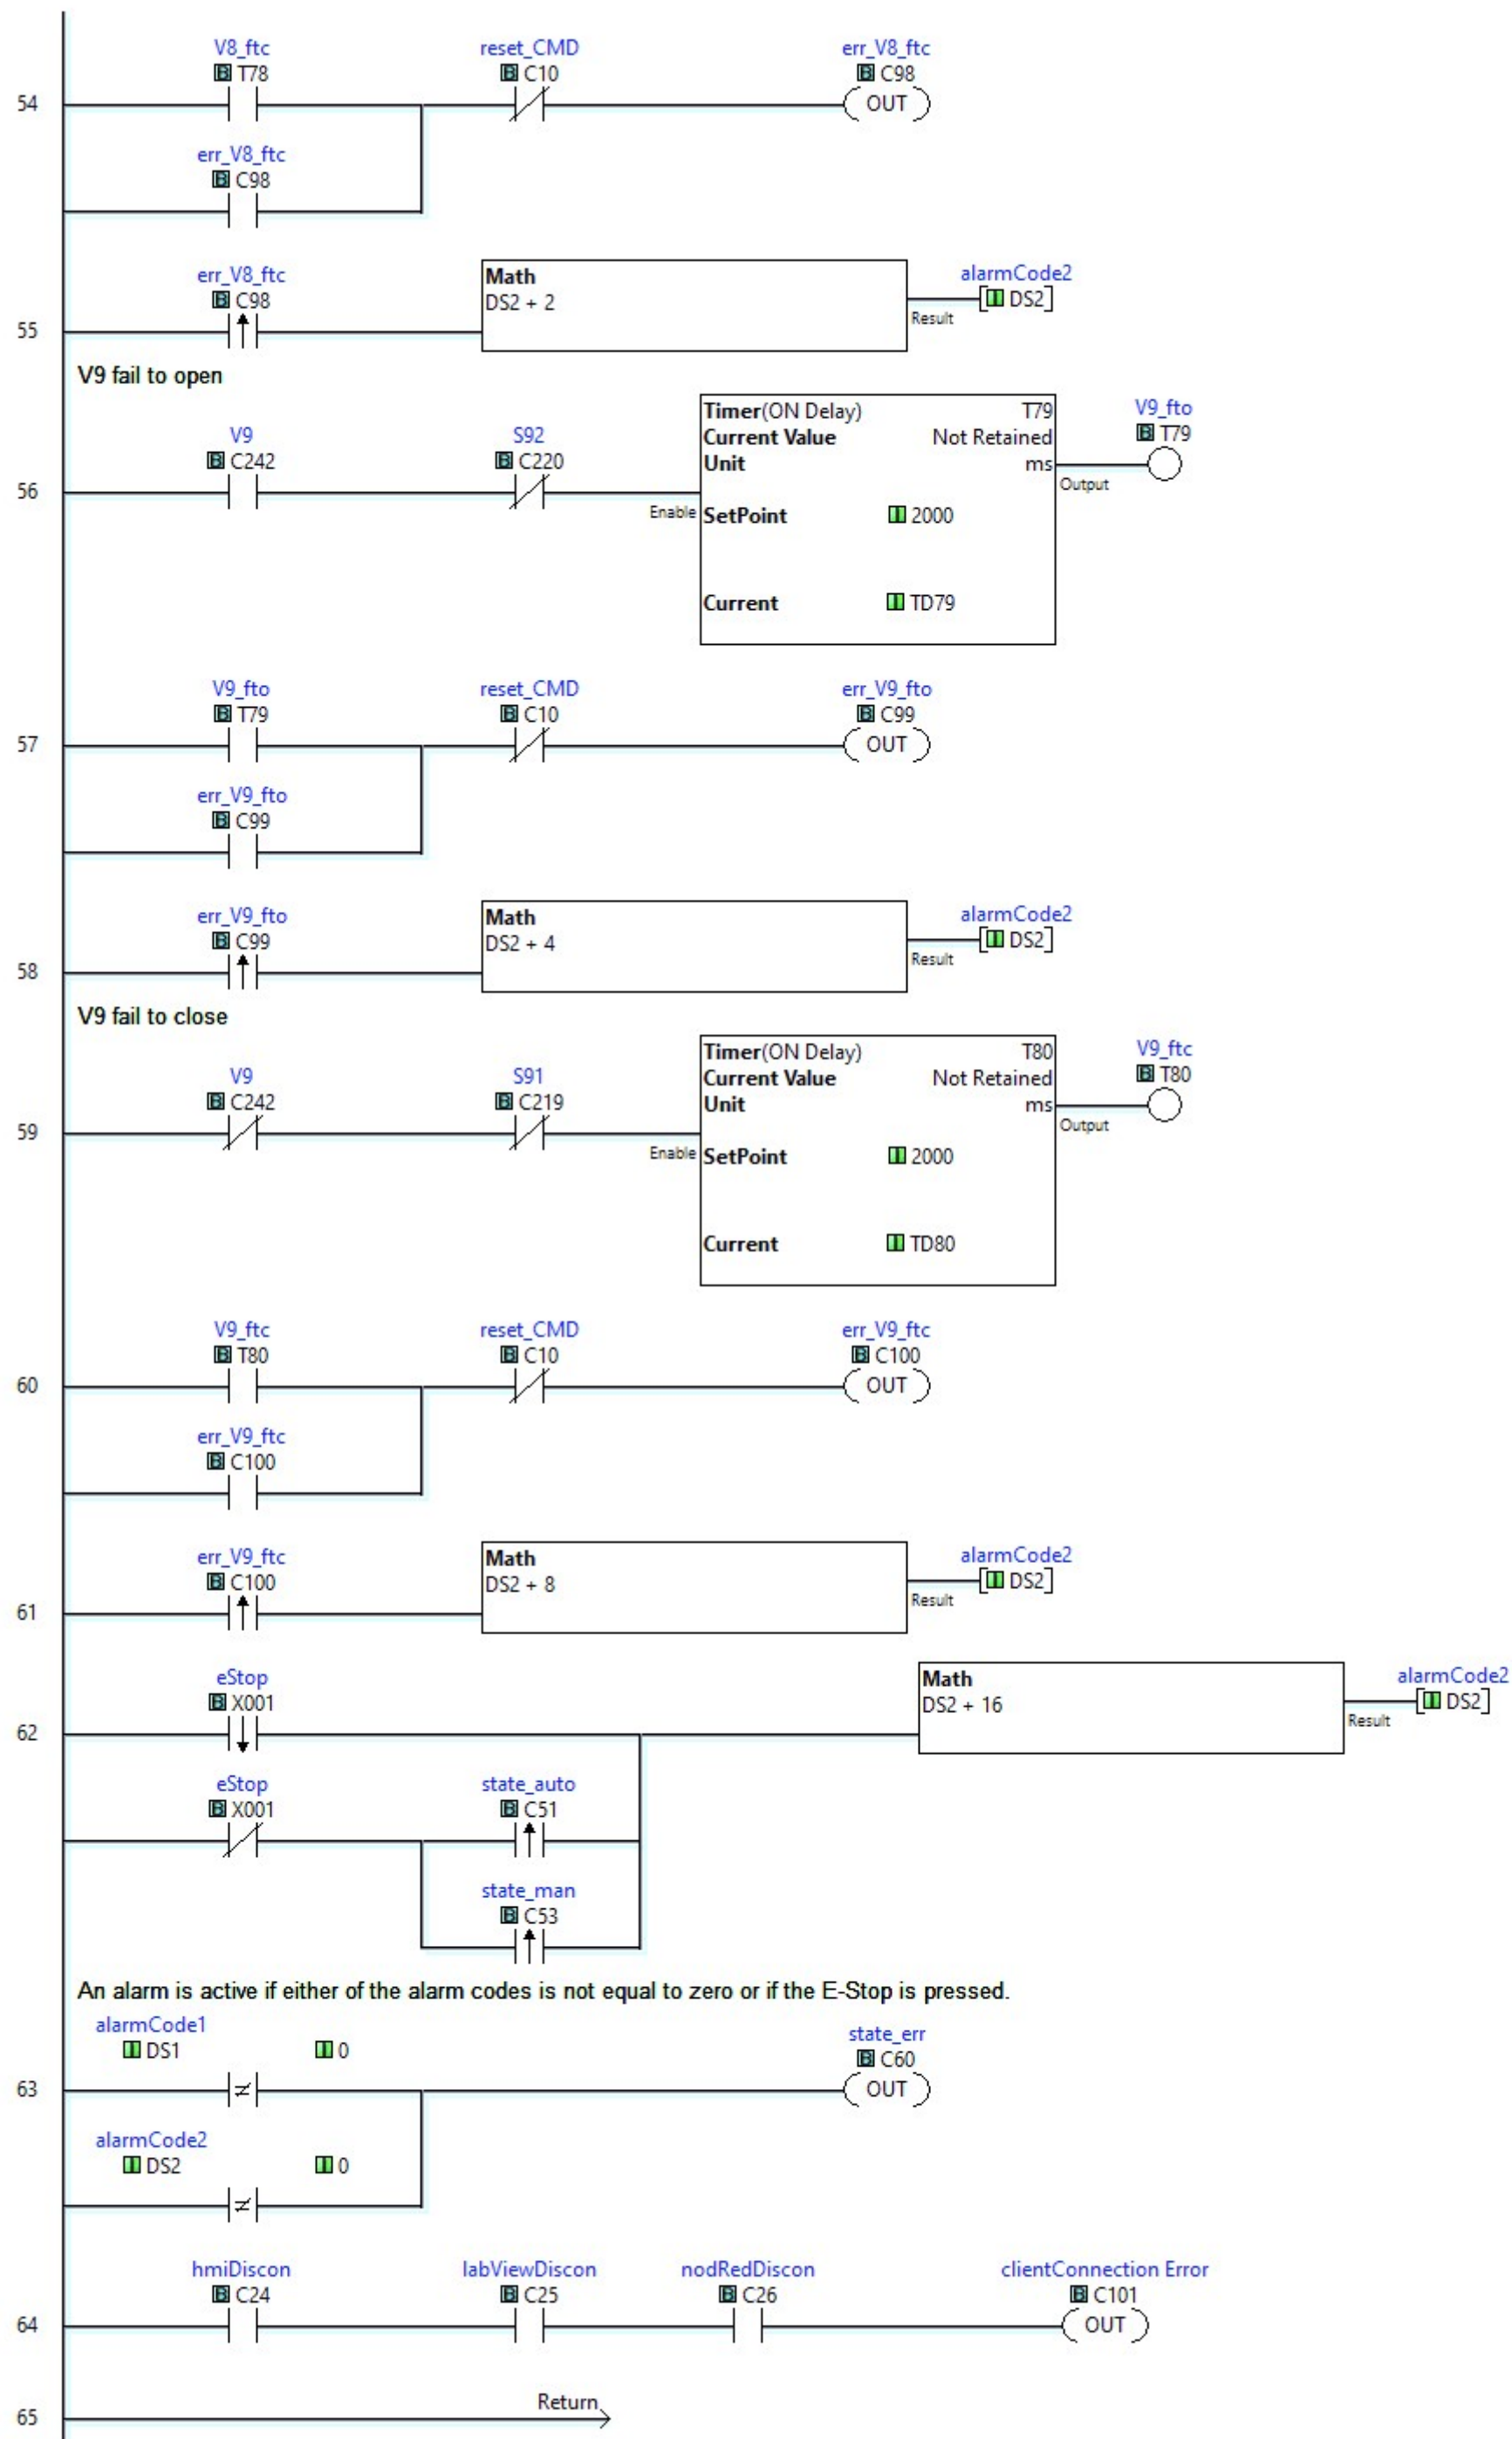 V8_ftc
T78
reset_CMD
C10
err_V8_ftc
C98
54
OUT
err_V8_ftc
C98
err_V8_ftc
C98
Math
DS2 + 2
alarmCode2
DS2
Result
55
V9 fail to open
V9
C242
S92
C220
Timer(ON Delay) T79
Current Value Not Retained
Unit ms
V9_fto
T79
Output
56
Enable
SetPoint 2000
Current TD79
V9_fto
T79
reset_CMD
C10
err_V9_fto
C99
57
OUT
err_V9_fto
C99
err_V9_fto
C99
Math
DS2 + 4
alarmCode2
DS2
Result
58
V9 fail to close
V9
C242
S91
C219
Timer(ON Delay) T80
Current Value Not Retained
Unit ms
V9_ftc
T80
Output
59
Enable
SetPoint 2000
Current TD80
V9_ftc
T80
reset_CMD
C10
err_V9_ftc
C100
60
OUT
err_V9_ftc
C100
err_V9_ftc
C100
Math
DS2 + 8
alarmCode2
DS2
Result
61
eStop
X001
Math
DS2 + 16
alarmCode2
DS2
Result
62
eStop
X001
state_auto
C51
state_man
C53
An alarm is active if either of the alarm codes is not equal to zero or if the E-Stop is pressed.
alarmCode1
DS1 0
state_err
C60
63
≠
OUT
alarmCode2
DS2 0
≠
hmiDiscon
C24
labViewDiscon
C25
nodRedDiscon
C26
clientConnection Error
C101
64
OUT
Return
65